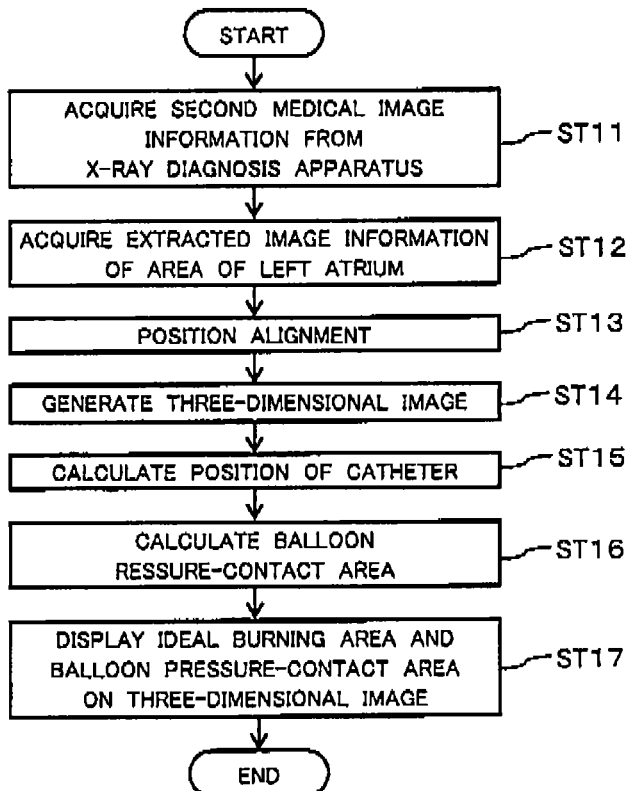 START
ACQUIRE SECOND MEDICAL IMAGE
INFORMATION FROM
X-RAY DIAGNOSIS APPARATUS
ST11
ACQUIRE EXTRACTED IMAGE INFORMATION
OF AREA OF LEFT ATRIUM
ST12
POSITION ALIGNMENT
ST13
GENERATE THREE-DIMENSIONAL IMAGE
ST14
CALCULATE POSITION OF CATHETER
ST15
CALCULATE BALLOON
RESSURE-CONTACT AREA
ST16
DISPLAY IDEAL BURNING AREA AND
BALLOON PRESSURE-CONTACT AREA
ON THREE-DIMENSIONAL IMAGE
ST17
END